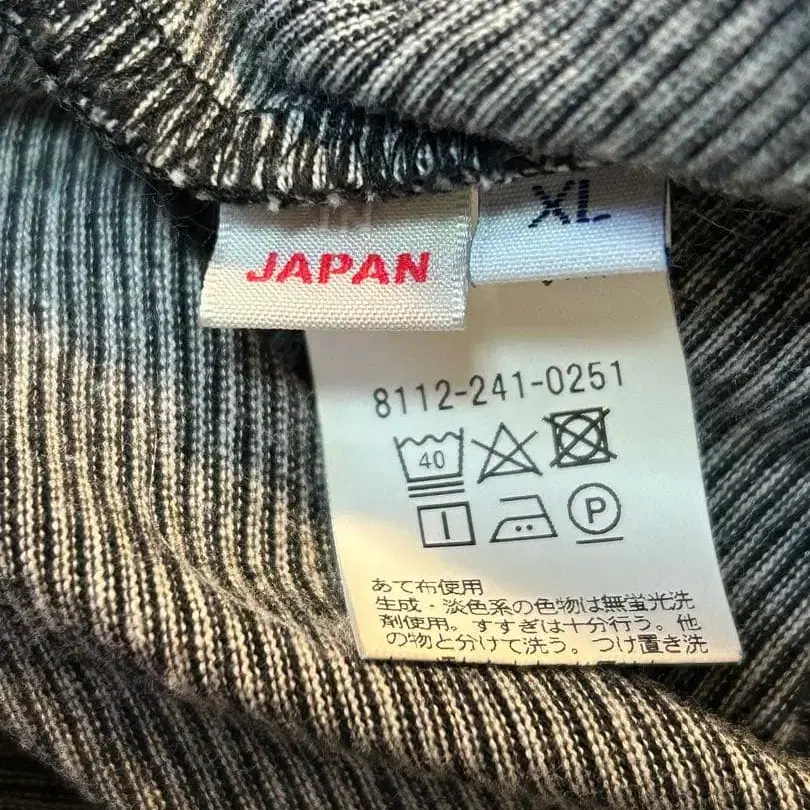 XL
JAPAN
8112-241-0251
40
P
あて布使用
生成・淡色系の色物は無蛍光洗
剤使用。すすぎは十分行う。他
の物と分けて洗う。つけ置き洗